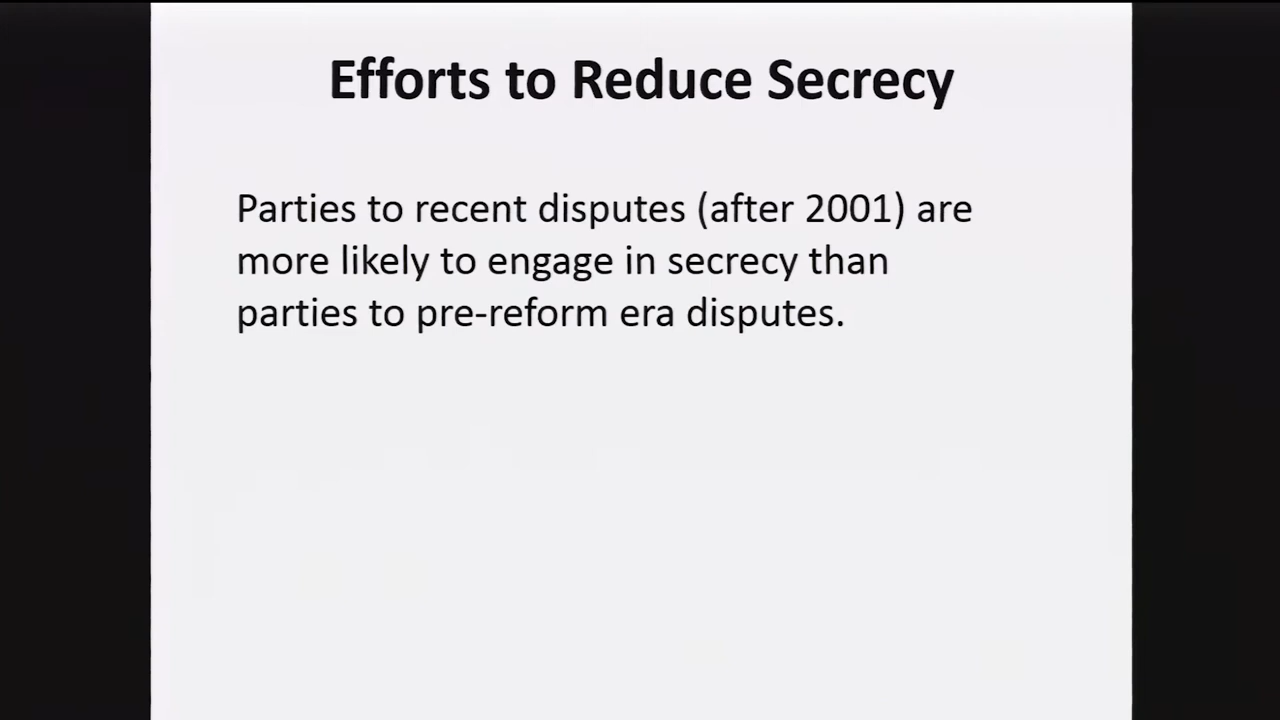 Efforts to Reduce Secrecy
Parties to recent disputes (after 2001) are
more likely to engage in secrecy than
parties to pre-reform era disputes.